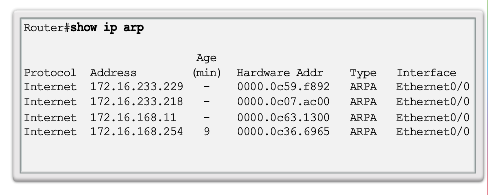 Router#show ip arp
Age
Protocol Address (min) Hardware Addr Type Interface
Internet 172.16.233.229 - 0000.0c59.f892 ARPA Ethernet0/0
Internet 172.16.233.218 - 0000.0c07.ac00 ARPA Ethernet0/0
Internet 172.16.168.11 - 0000.0c63.1300 ARPA Ethernet0/0
Internet 172.16.168.254 9 0000.0c36.6965 ARPA Ethernet0/0